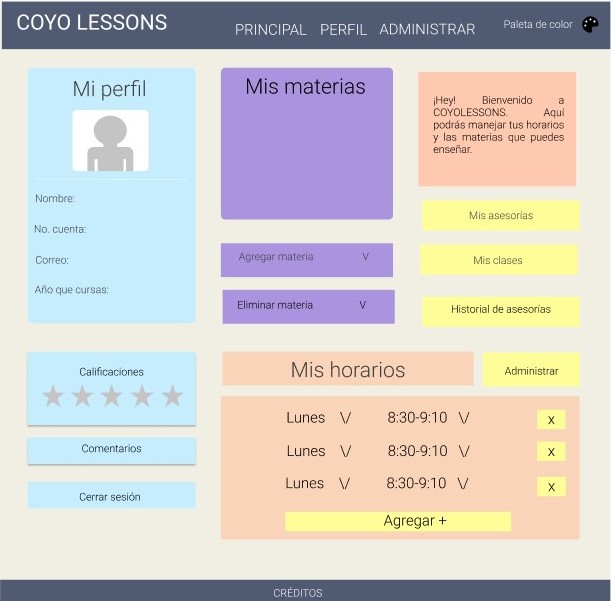 COYO LESSONS
PRINCIPAL PERFIL ADMINISTRAR
Paleta de color
Mi perfil
Nombre:
No. cuenta:
Correo:
Año que cursas:
Calificaciones
Comentarios
Cerrar sesión
Mis materias
Agregar materia V
Eliminar materia V
¡Hey! Bienvenido a
COYOLESSONS. Aquí
podrás manejar tus horarios
y las materias que puedes
enseñar.
Mis asesorías
Mis clases
Historial de asesorías
Mis horarios
Administrar
Lunes \/ 8:30-9:10 \/ X
Lunes \/ 8:30-9:10 \/ X
Lunes \/ 8:30-9:10 \/ X
Agregar +
CRÉDITOS